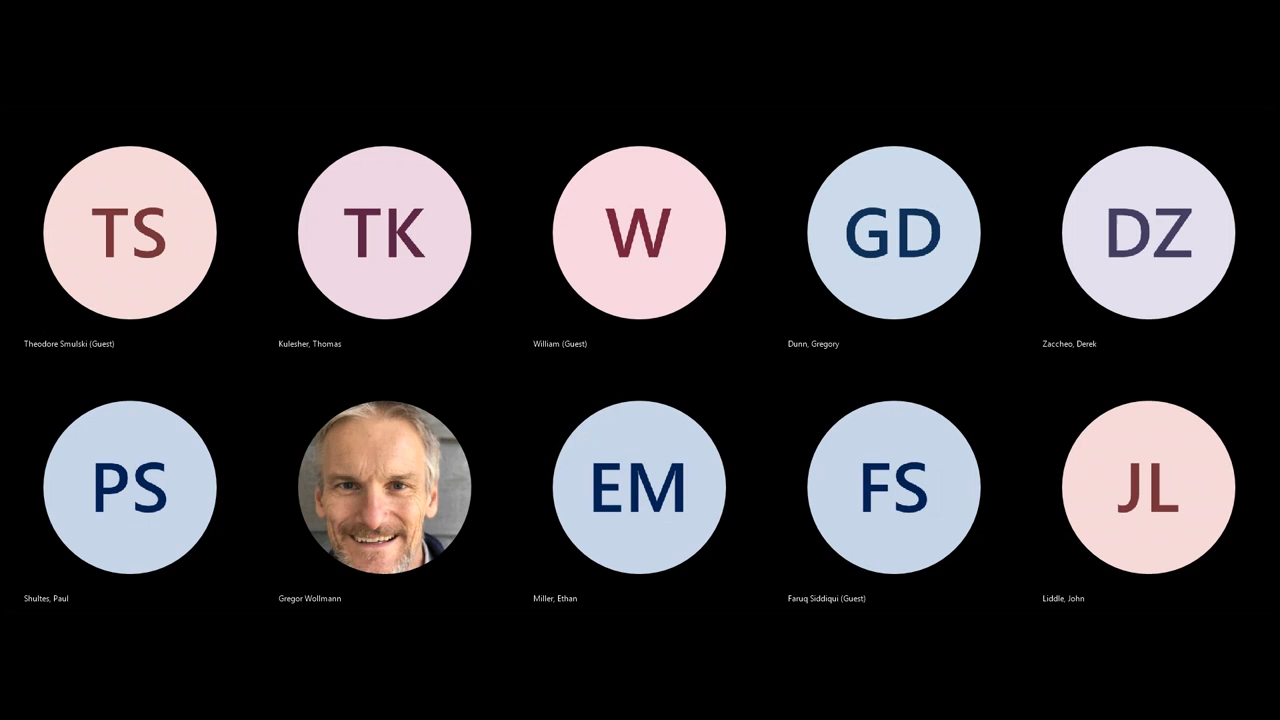 TS
TK
W
GD
DZ
Theodore Smulski (Guest)
Kulesher, Thomas
William (Guest)
Dunn, Gregory
Zaccheo, Derek
PS
EM
FS
JL
Shultes, Paul
Gregor Wollmann
Miller, Ethan
Faruq Siddiqui (Guest)
Liddle, John